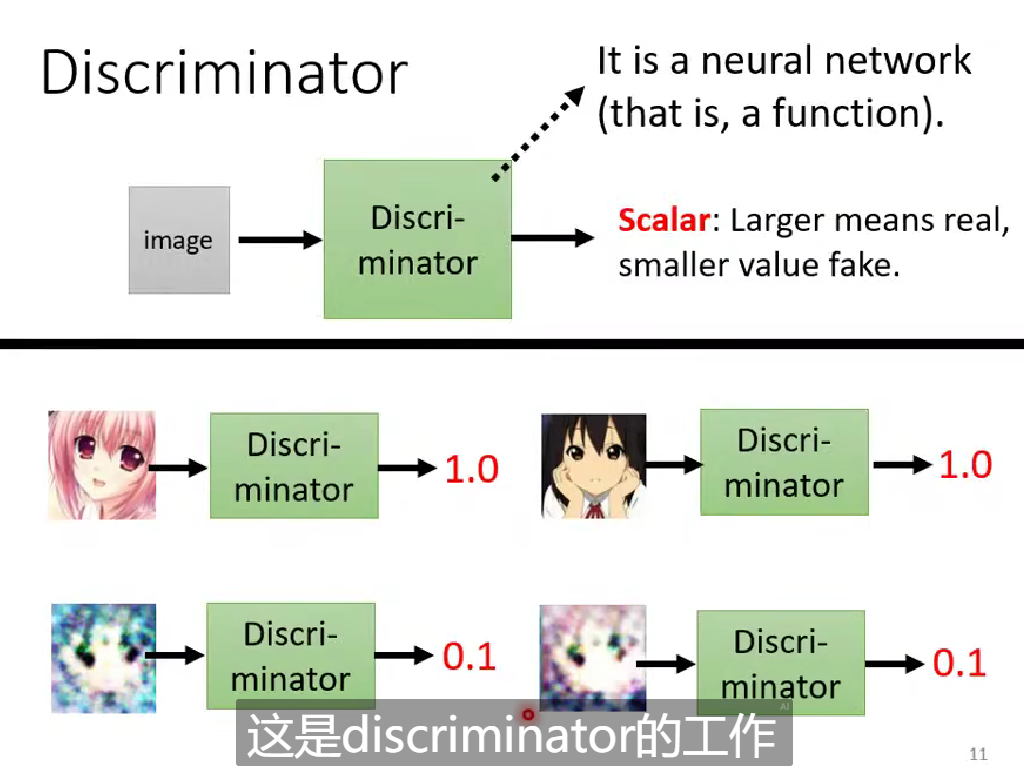 Discriminator
It is a neural network
(that is, a function).
image
Discri-
minator
Scalar: Larger means real,
smaller value fake.
Discri-
minator
1.0
Discri-
minator
1.0
Discri-
minator
0.1
Discri-
minator
0.1
AI
这是discriminator的工作
11